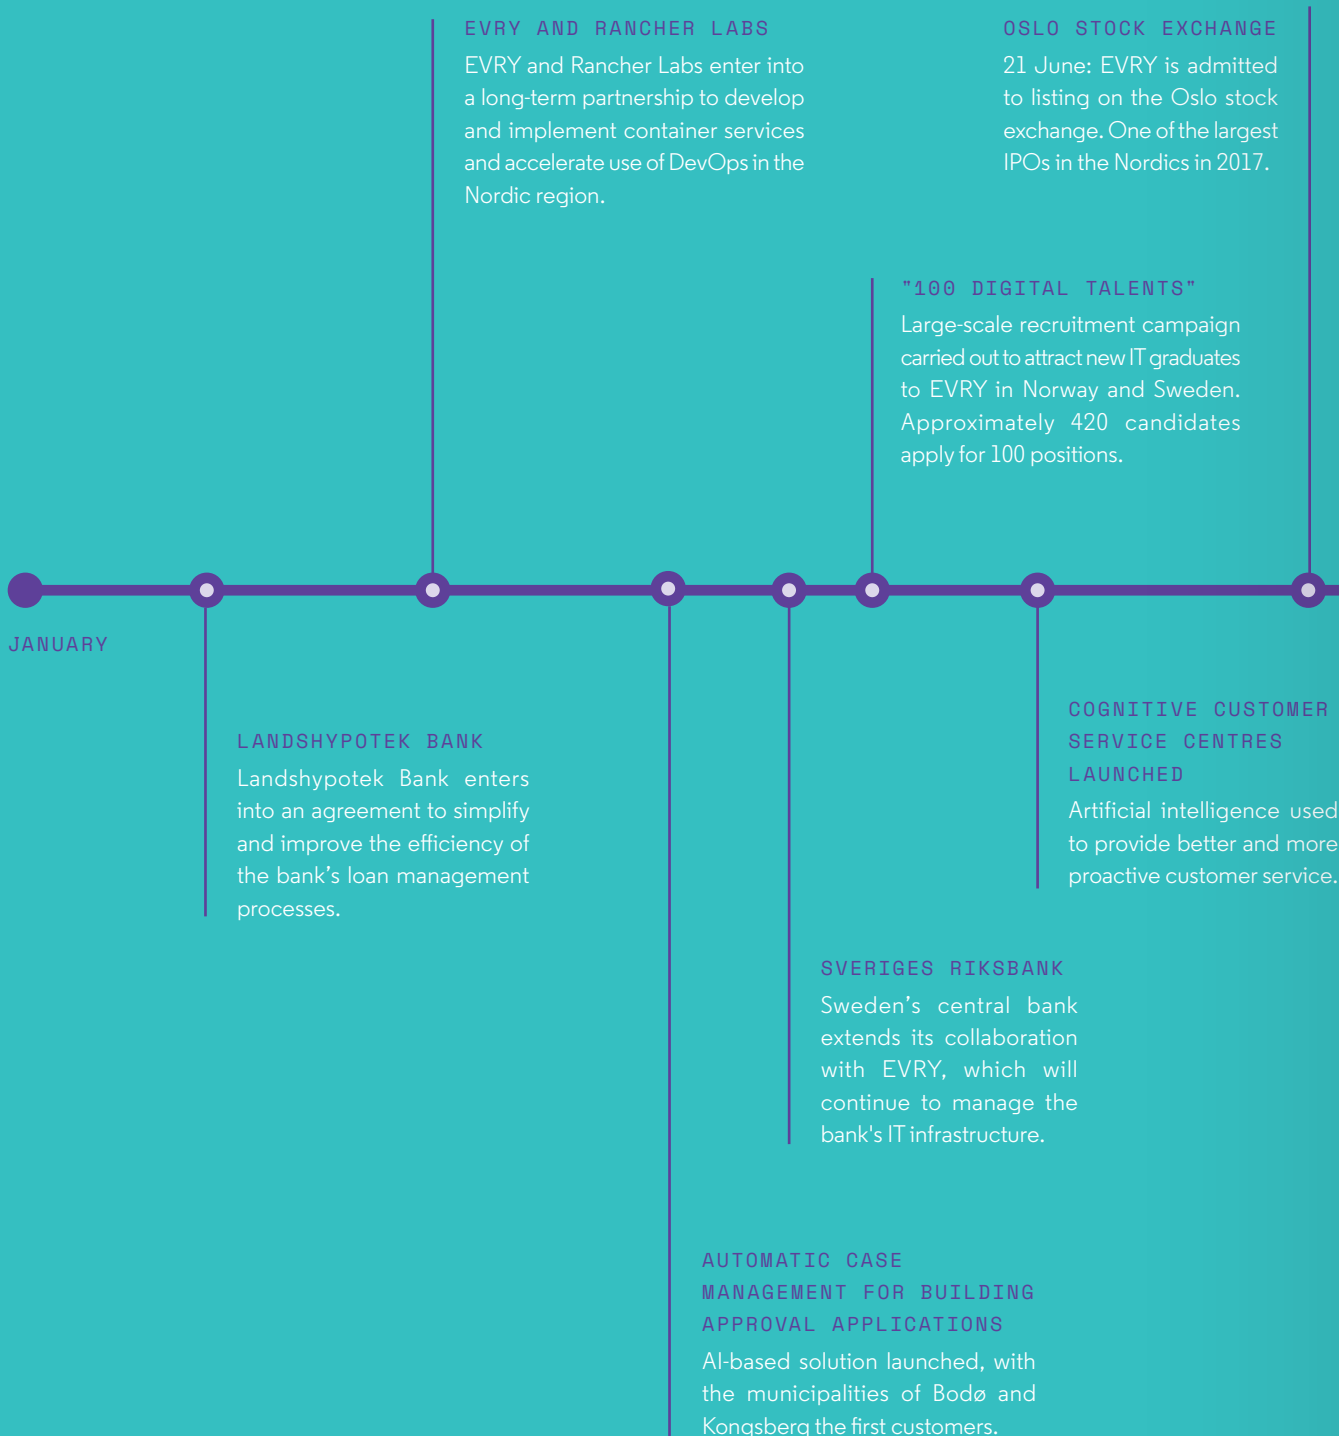 EVRY AND RANCHER LABS
EVRY and Rancher Labs enter into
a long-term partnership to develop
and implement container services
and accelerate use of DevOps in the
Nordic region.
OSLO STOCK EXCHANGE
21 June: EVRY is admitted
to listing on the Oslo stock
exchange. One of the largest
IPOs in the Nordics in 2017.
"100 DIGITAL TALENTS"
Large-scale recruitment campaign
carried out to attract new IT graduates
to EVRY in Norway and Sweden.
Approximately 420 candidates
apply for 100 positions.
JANUARY
LANDSHYPOTEK BANK
Landshypotek Bank enters
into an agreement to simplify
and improve the efficiency of
the bank’s loan management
processes.
COGNITIVE CUSTOMER
SERVICE CENTRES
LAUNCHED
Artificial intelligence used
to provide better and more
proactive customer service.
SVERIGES RIKSBANK
Sweden’s central bank
extends its collaboration
with EVRY, which will
continue to manage the
bank's IT infrastructure.
AUTOMATIC CASE
MANAGEMENT FOR BUILDING
APPROVAL APPLICATIONS
AI-based solution launched, with
the municipalities of Bodø and
Kongsberg the first customers.